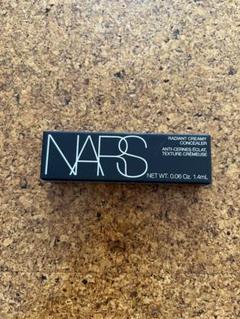 NARS
RADIANT CREAMY
CONCEALER
ANTI-CERNES ÉCLAT,
TEXTURE CRÉMEUSE
NET WT. 0.06 Oz. 1.4mL